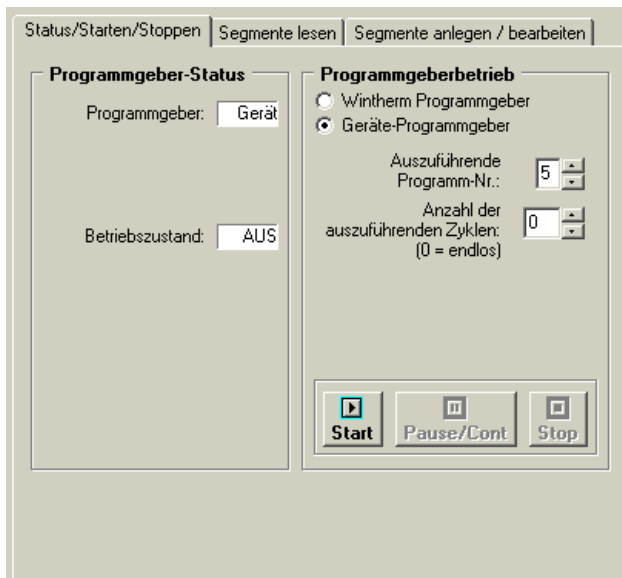 Status/Starten/Stoppen
Segmente lesen
Segmente anlegen / bearbeiten
Programmgeber-Status
Programmgeber:
Gerät
Betriebszustand:
AUS
Programmgeberbetrieb
Wintherm Programmgeber
Geräte-Programmgeber
Auszuführende
Programm-Nr.:
5
Anzahl der
auszuführenden Zyklen:
(0 = endlos)
0
Start
Pause/Cont
Stop